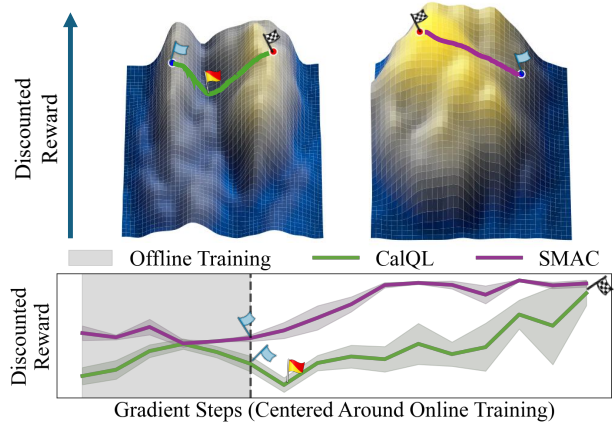 Discounted
Reward
Offline Training
CalQL
SMAC
Discounted
Reward
Gradient Steps (Centered Around Online Training)